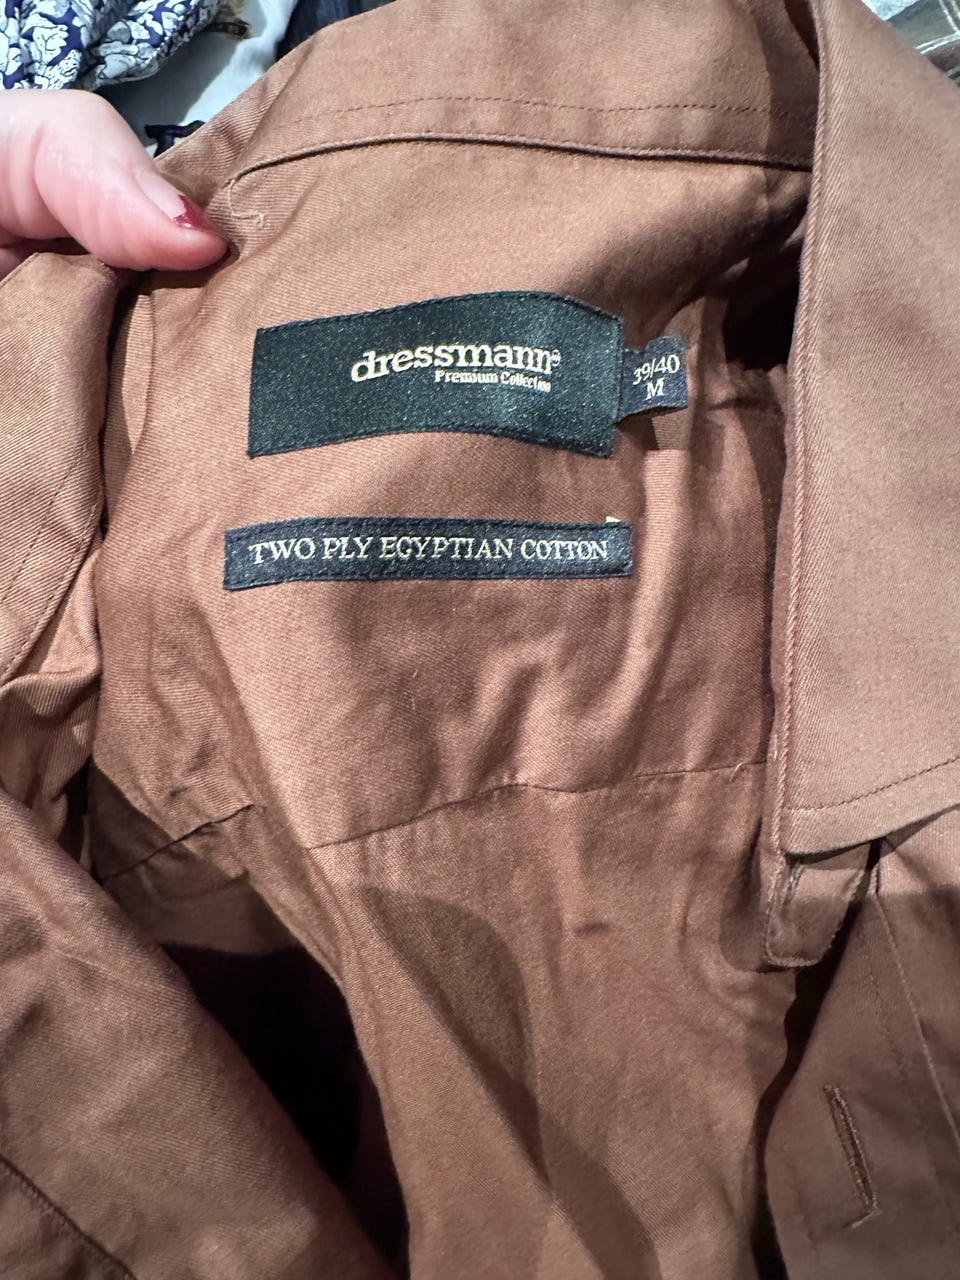 dressmann®
Premium Collection
39/40
M
TWO PLY EGYPTIAN COTTON